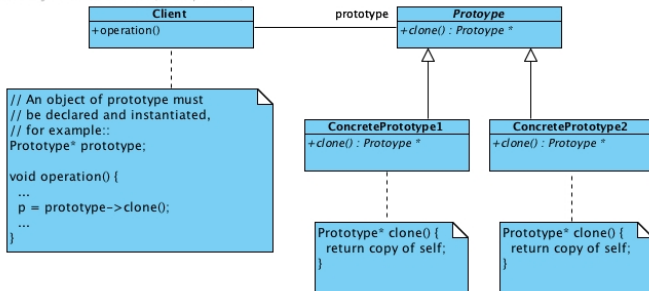 Client
+operation()
prototype
Protoype
+clone() : Protoype *
// An object of prototype must
// be declared and instantiated,
// for example::
Prototype* prototype;
void operation() {
...
p = prototype->clone();
...
}
ConcretePrototype1
+clone() : Protoype *
ConcretePrototype2
+clone() : Protoype *
Prototype* clone() {
return copy of self;
}
Prototype* clone() {
return copy of self;
}